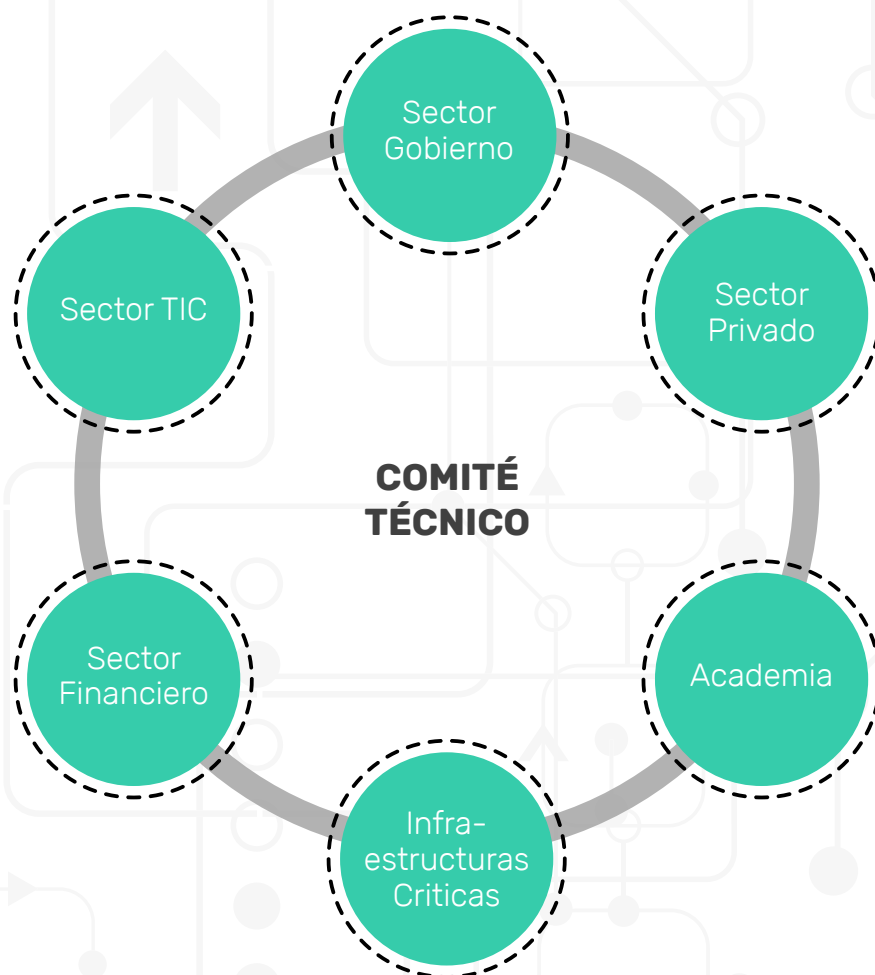 Sector
Gobierno
Sector TIC
Sector
Privado
COMITÉ
TÉCNICO
Sector
Financiero
Academia
Infra-
estructuras
Criticas